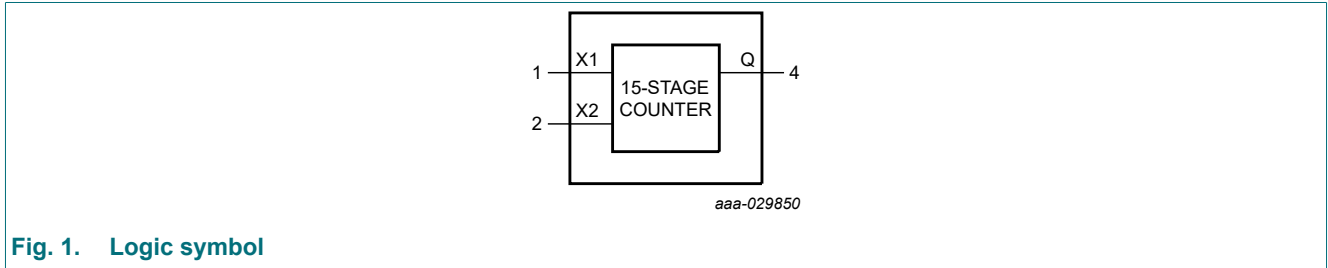 X1
Q
1
4
15-STAGE
COUNTER
X2
2
aaa-029850
Fig. 1. Logic symbol